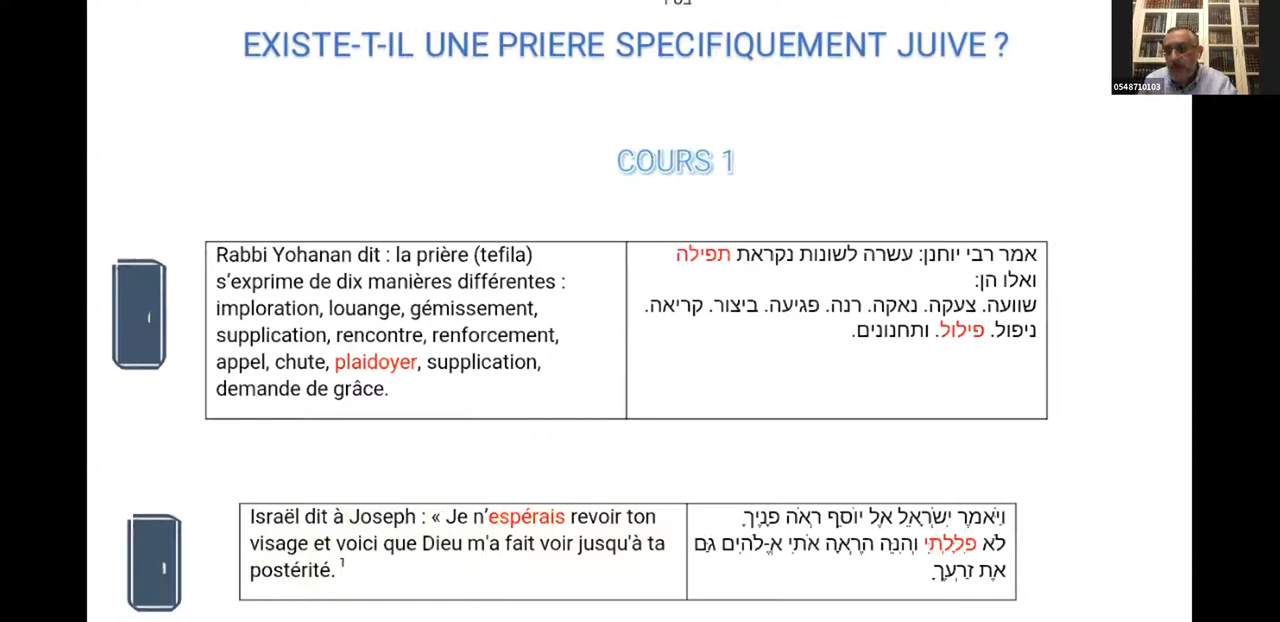 בס"ד
EXISTE-T-IL UNE PRIERE SPECIFIQUEMENT JUIVE ?
0548710103
COURS 1
Rabbi Yohanan dit : la prière (tefila)
s'exprime de dix manières différentes :
imploration, louange, gémissement,
supplication, rencontre, renforcement,
appel, chute, plaidoyer, supplication,
demande de grâce.
אמר רבי יוחנן: עשרה לשונות נקראת תפילה
ואלו הן:
שוועה. צעקה. נאקה. רנה. פגיעה. ביצור. קריאה.
ניפול. פילול. ותחנונים.
Israël dit à Joseph : « Je n'espérais revoir ton
visage et voici que Dieu m'a fait voir jusqu'à ta
postérité. 1
וַיֹּאמֶר יִשְׂרָאֵל אֶל יוֹסֵף רְאֹה פָנֶיךָ
לֹא פִלָּלְתִּי וְהִנֵּה הֶרְאָה אֹתִי אֱ-לֹהִים גַּם
אֶת זַרְעֶךָ